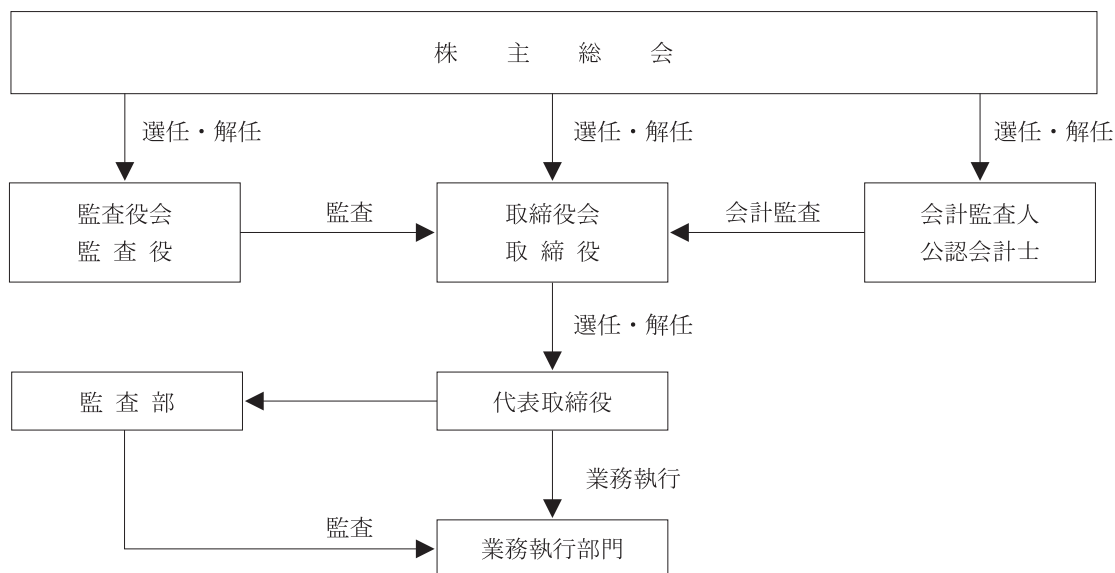 株主総会
選任・解任
選任・解任
選任・解任
監査役会
監査役
監査
取締役会
取締役
会計監査
会計監査人
公認会計士
選任・解任
監査部
代表取締役
業務執行
監査
業務執行部門